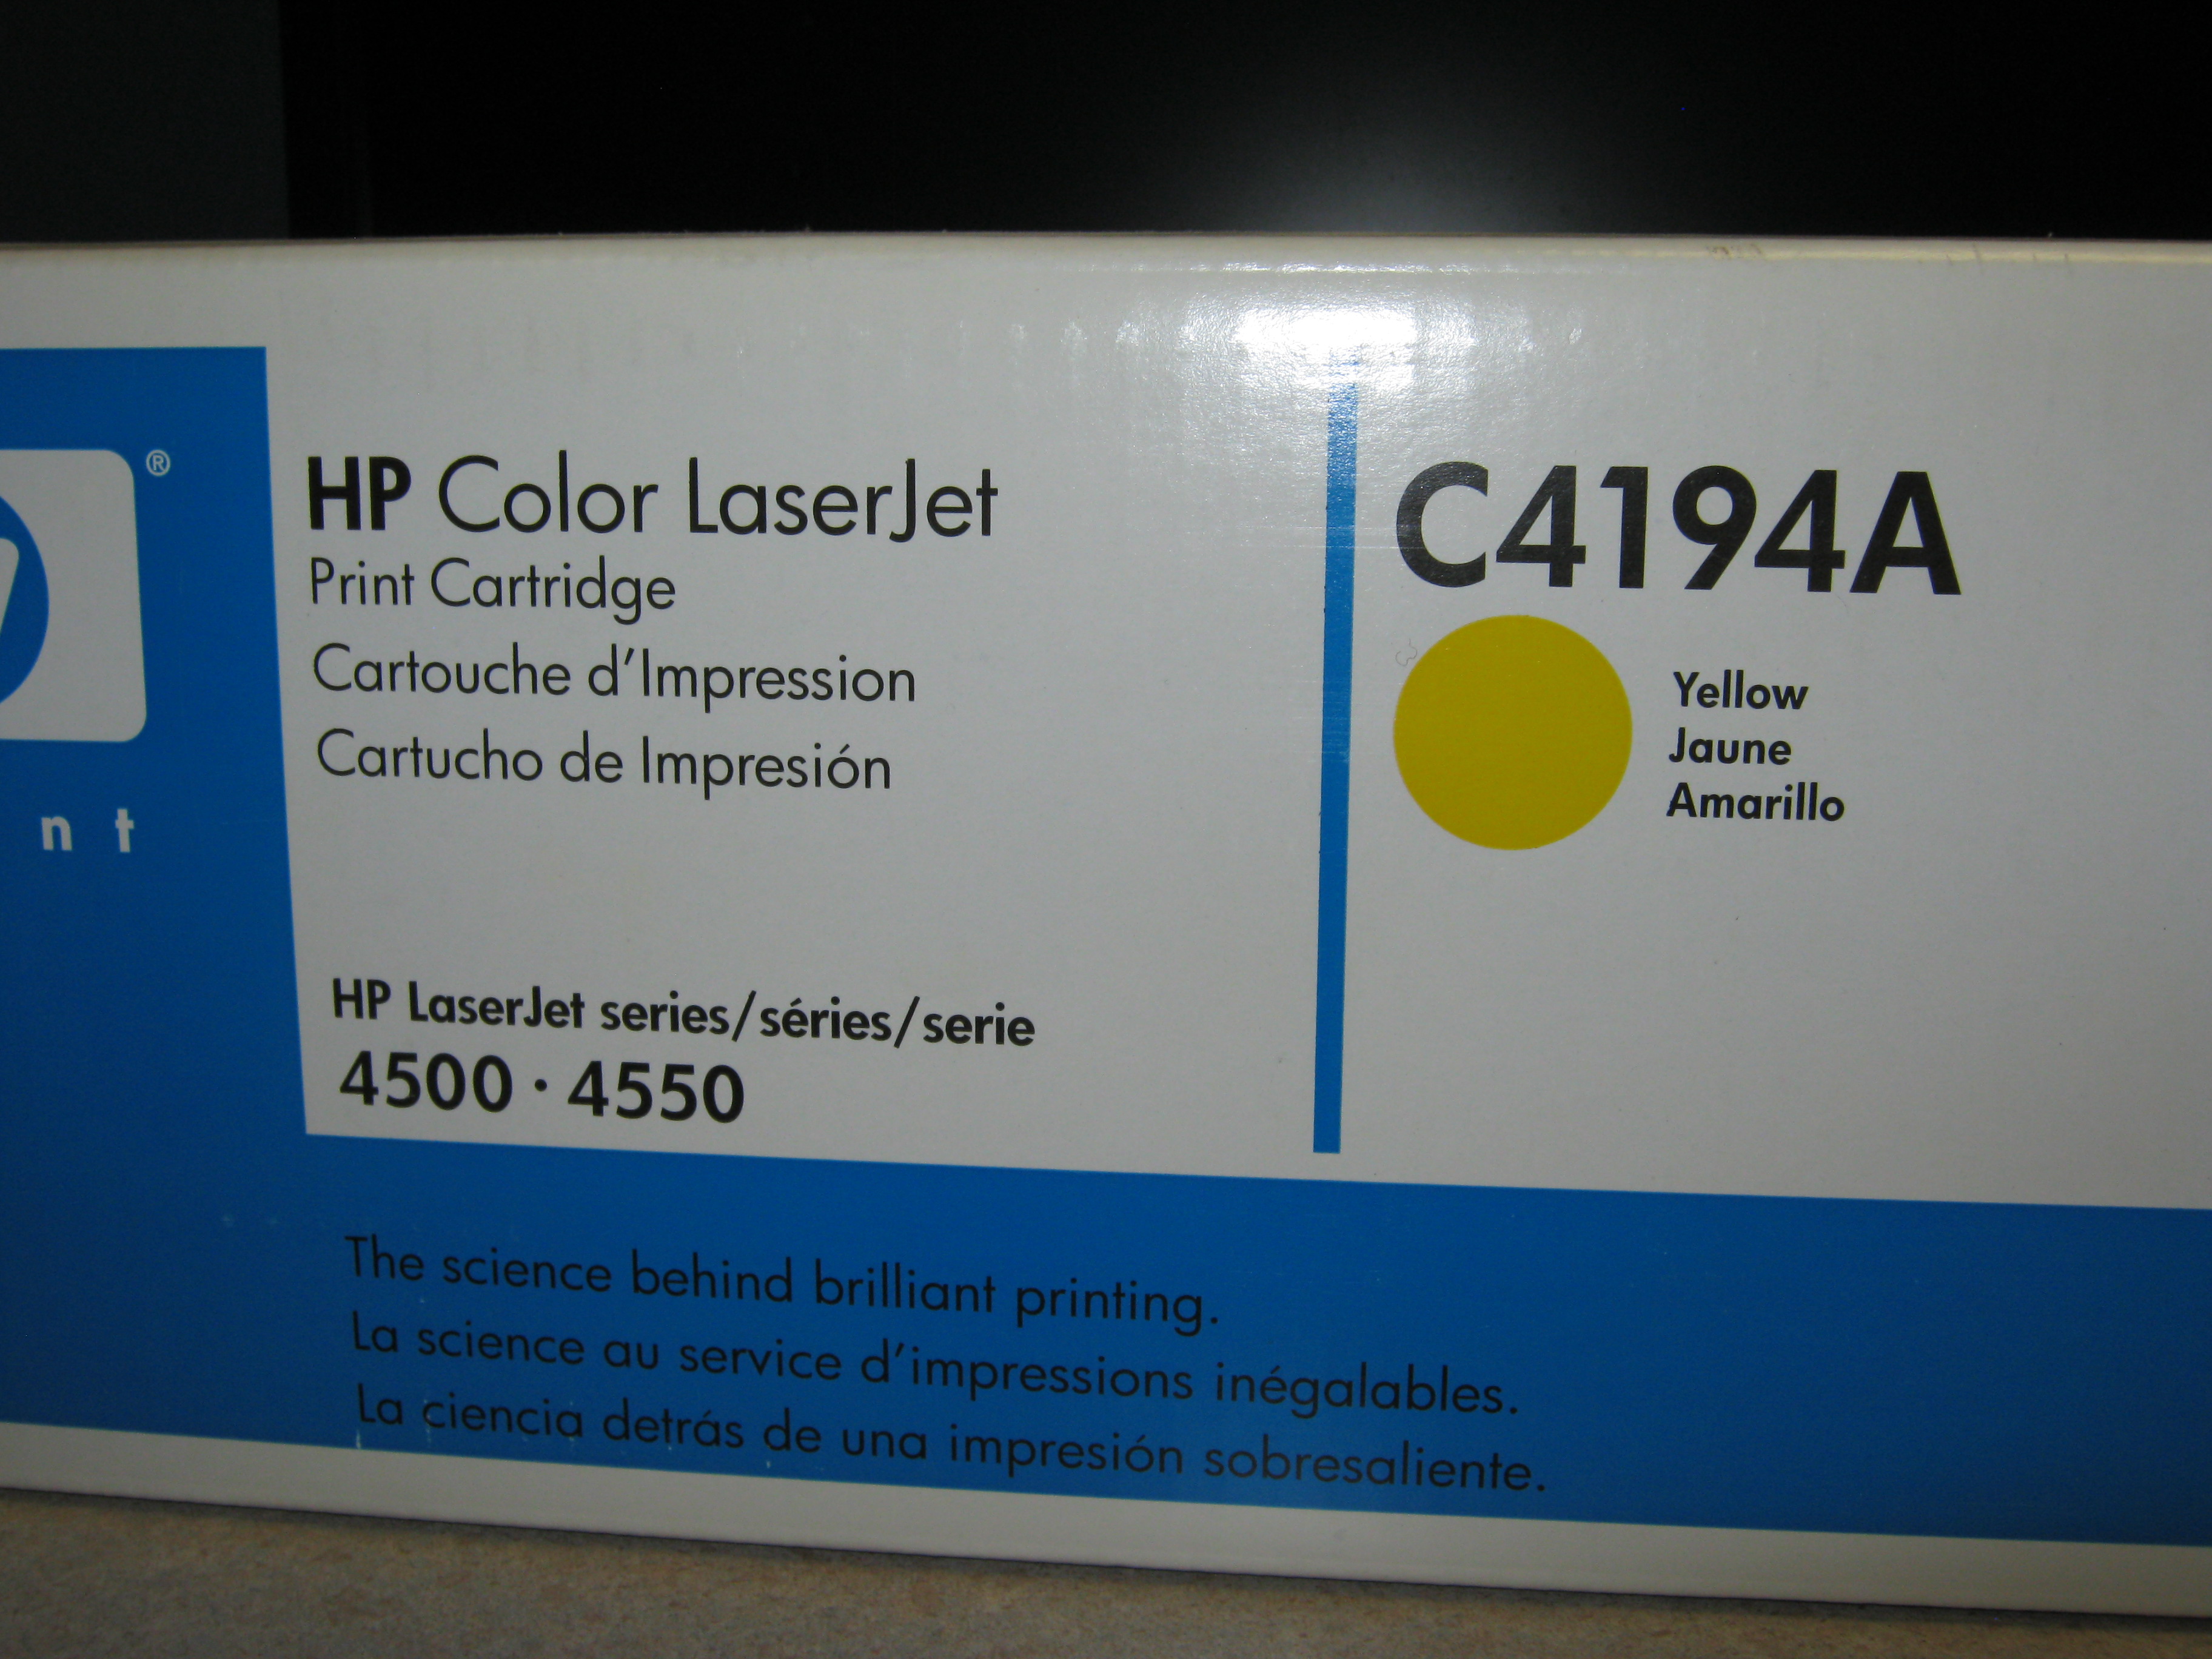 ®
n t
HP Color LaserJet
Print Cartridge
Cartouche d'Impression
Cartucho de Impresión
HP LaserJet series/séries/serie
4500 · 4550
C4194A
Yellow
Jaune
Amarillo
The science behind brilliant printing.
La science au service d'impressions inégalables.
La ciencia detrás de una impresión sobresaliente.